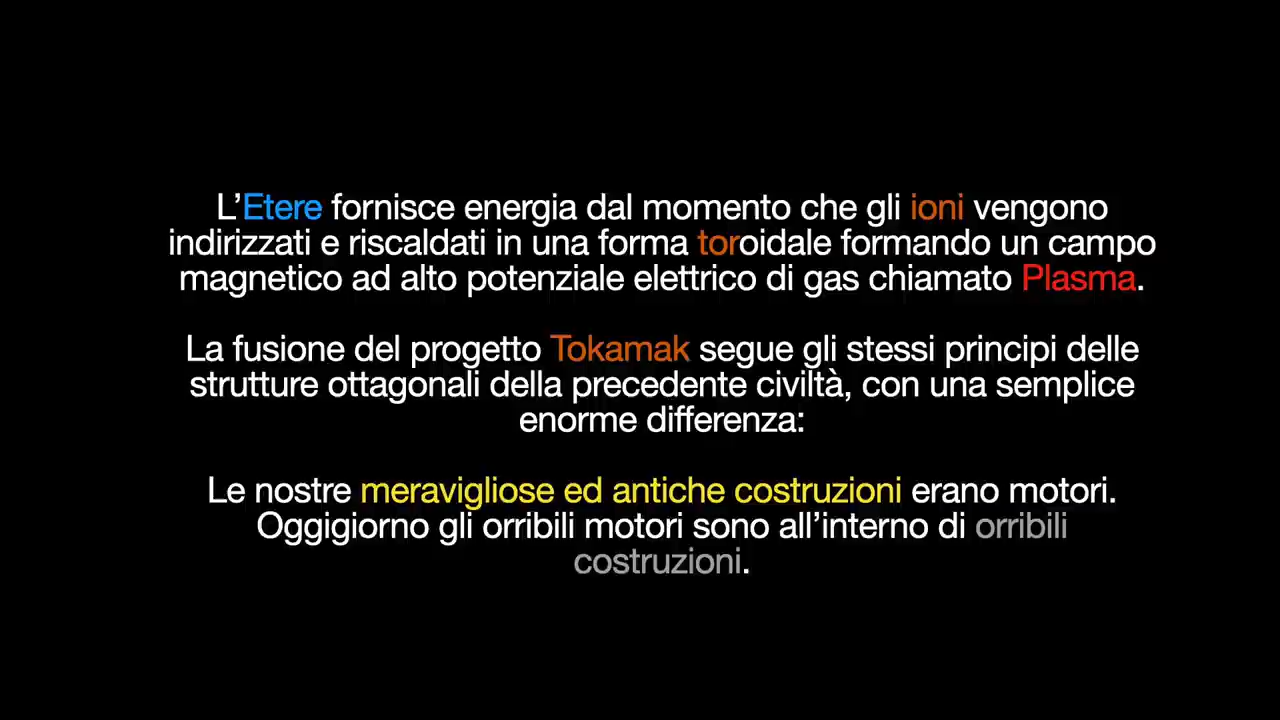 L’Etere fornisce energia dal momento che gli ioni vengono
indirizzati e riscaldati in una forma toroidale formando un campo
magnetico ad alto potenziale elettrico di gas chiamato Plasma.
La fusione del progetto Tokamak segue gli stessi principi delle
strutture ottagonali della precedente civiltà, con una semplice
enorme differenza:
Le nostre meravigliose ed antiche costruzioni erano motori.
Oggigiorno gli orribili motori sono all’interno di orribili
costruzioni.